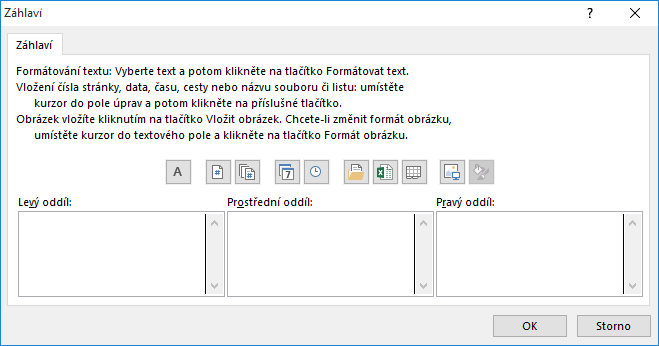 Záhlaví
?
Záhlaví
Formátování textu: Vyberte text a potom klikněte na tlačítko Formátovat text.
Vložení čísla stránky, data, času, cesty nebo názvu souboru či listu: umístěte
kurzor do pole úprav a potom klikněte na příslušné tlačítko.
Obrázek vložíte kliknutím na tlačítko Vložit obrázek. Chcete-li změnit formát obrázku,
umístěte kurzor do textového pole a klikněte na tlačítko Formát obrázku.
A # # 7
Levý oddíl: Prostřední oddíl: Pravý oddíl:
OK Storno